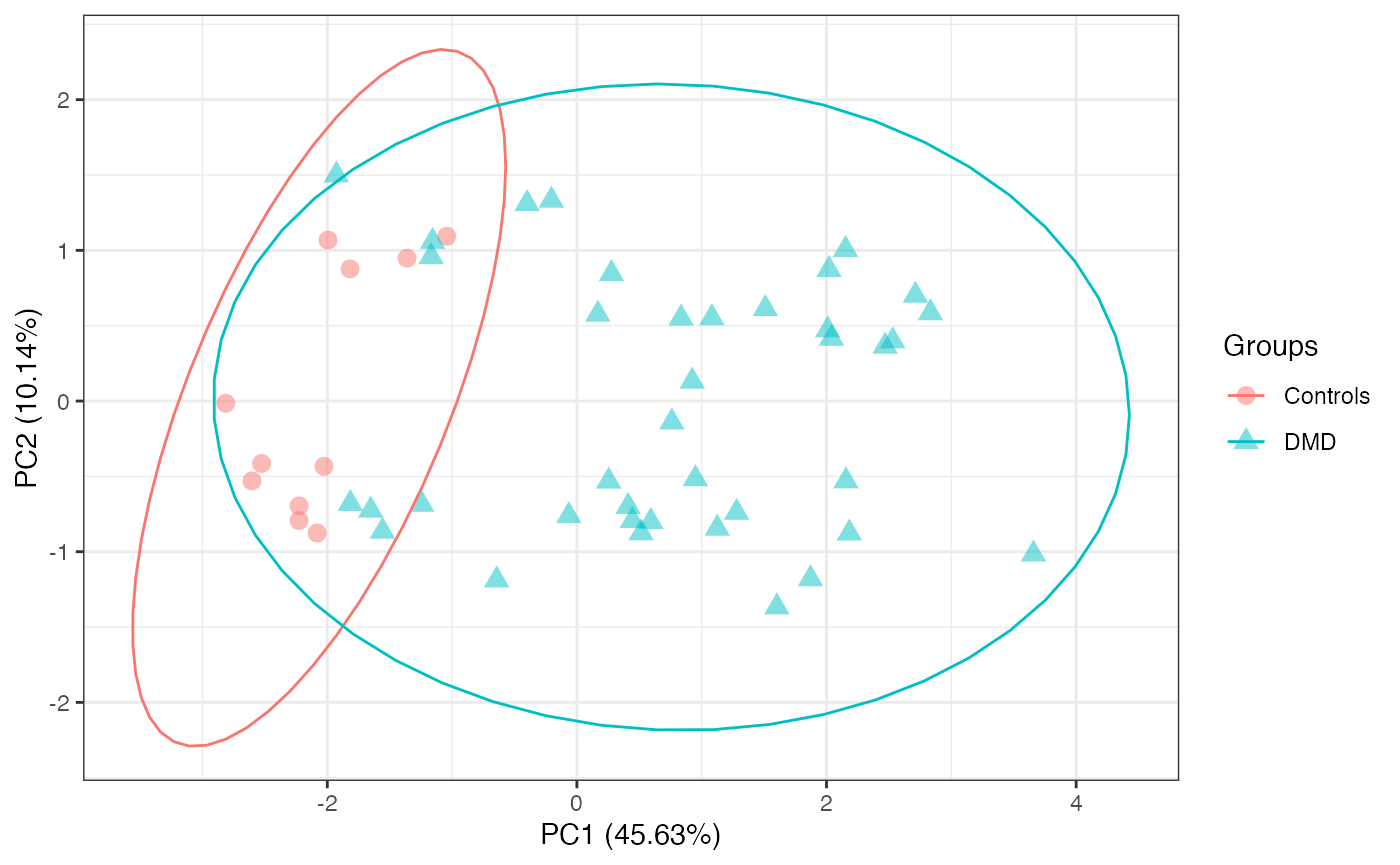 2
1
0
-1
-2
PC2 (10.14%)
-2
0
2
4
PC1 (45.63%)
Groups
Controls
DMD